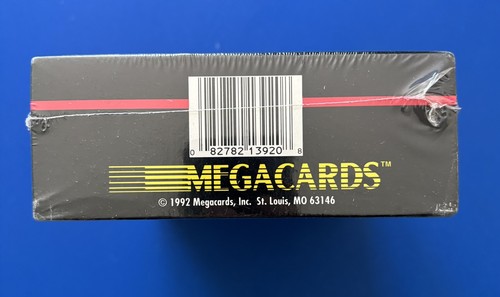 0 82782 13920 8
MEGACARDS™
© 1992 Megacards, Inc. St. Louis, MO 63146